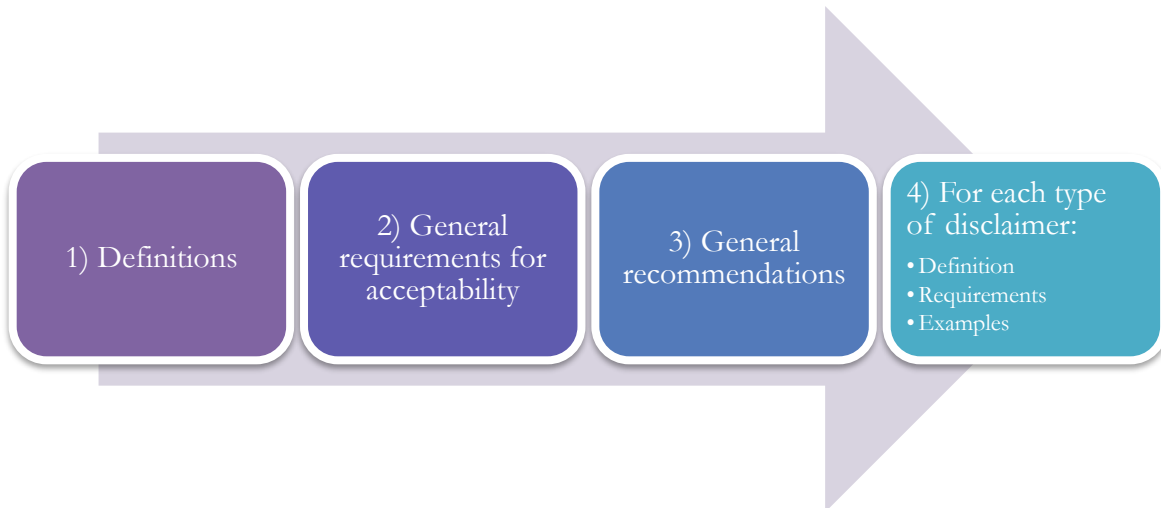 1) Definitions
2) General
requirements for
acceptability
3) General
recommendations
4) For each type
of disclaimer:
• Definition
• Requirements
• Examples